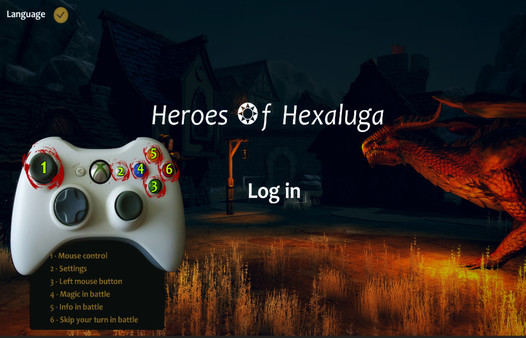 Language
Heroes Of Hexaluga
Log in
1
2
3
4
5
6
1 - Mouse control
2 - Settings
3 - Left mouse button
4 - Magic in battle
5 - Info in battle
6 - Skip your turn in battle